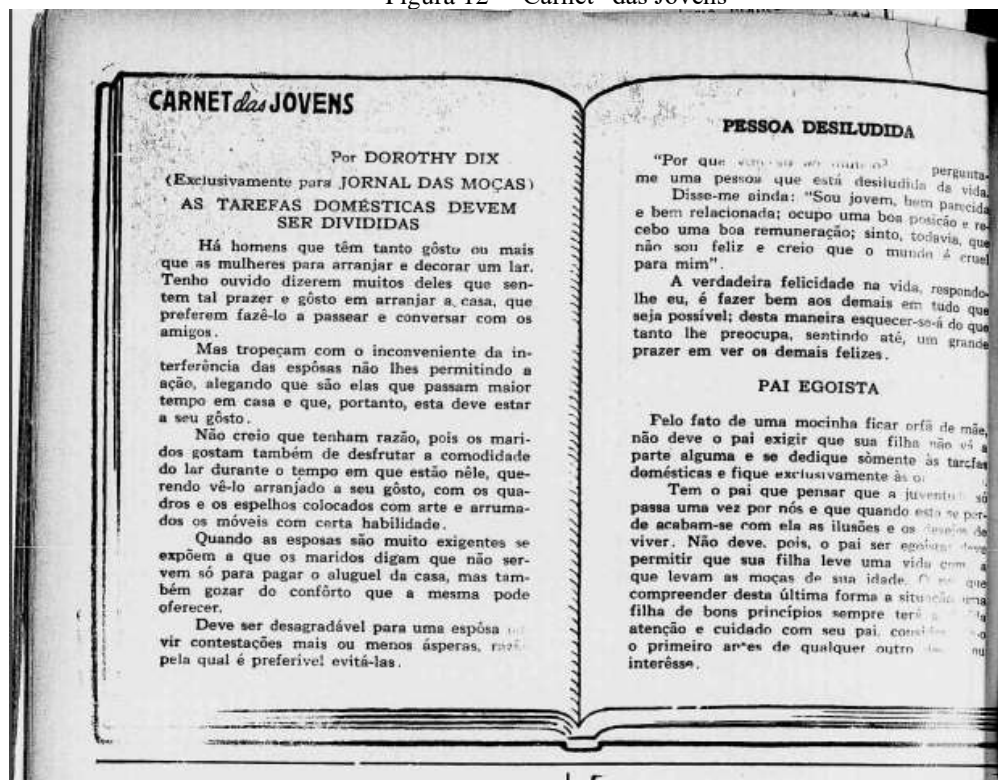 Figura 12 "Carnet" das Jovens
CARNET das JOVENS
Por DOROTHY DIX
(Exclusivamente para JORNAL DAS MOÇAS)
AS TAREFAS DOMÉSTICAS DEVEM
SER DIVIDIDAS
Há homens que têm tanto gôsto ou mais
que as mulheres para arranjar e decorar um lar.
Tenho ouvido dizerem muitos deles que sen-
tem tal prazer e gôsto em arranjar a casa, que
preferem fazê-lo a passear e conversar com os
amigos.
Mas tropeçam com o inconveniente da in-
terferência das espôsas não lhes permitindo a
ação, alegando que são elas que passam maior
tempo em casa e que, portanto, esta deve estar
a seu gôsto.
Não creio que tenham razão, pois os mari-
dos gostam também de desfrutar a comodidade
do lar durante o tempo em que estão nêle, que-
rendo vê-lo arranjado a seu gôsto, com os qua-
dros e os espelhos colocados com arte e arruma-
dos os móveis com certa habilidade.
Quando as esposas são muito exigentes se
expõem a que os maridos digam que não ser-
vem só para pagar o aluguel da casa, mas tam-
bém gozar do confôrto que a mesma pode
oferecer.
Deve ser desagradável para uma espôsa
vir contestações mais ou menos ásperas,
pela qual é preferível evitá-las.
PESSOA DESILUDIDA
"Por que pergunta-
me uma pessoa que está desiludida da vida.
Disse-me ainda: "Sou jovem, bem parecida
e bem relacionada; ocupo uma boa posição e re-
cebo uma boa remuneração; sinto, todavia, que
não sou feliz e creio que o mundo é cruel
para mim".
A verdadeira felicidade na vida, respondo-
lhe eu, é fazer bem aos demais em tudo que
seja possível; desta maneira esquecer-se-á do que
tanto lhe preocupa, sentindo até, um grande
prazer em ver os demais felizes.
PAI EGOISTA
Pelo fato de uma mocinha ficar orfã de mãe,
não deve o pai exigir que sua filha não vá a
parte alguma e se dedique sòmente às tarefas
domésticas e fique exclusivamente às
Tem o pai que pensar que a juventude só
passa uma vez por nós e que quando esta se per-
de acabam-se com ela as ilusões e os desejos de
viver. Não deve, pois, o pai ser
permitir que sua filha leve uma vida a
que levam as moças de sua idade. que
compreender desta última forma a situação uma
filha de bons princípios sempre terá
atenção e cuidado com seu pai,
o primeiro antes de qualquer outro ou
interêsse.